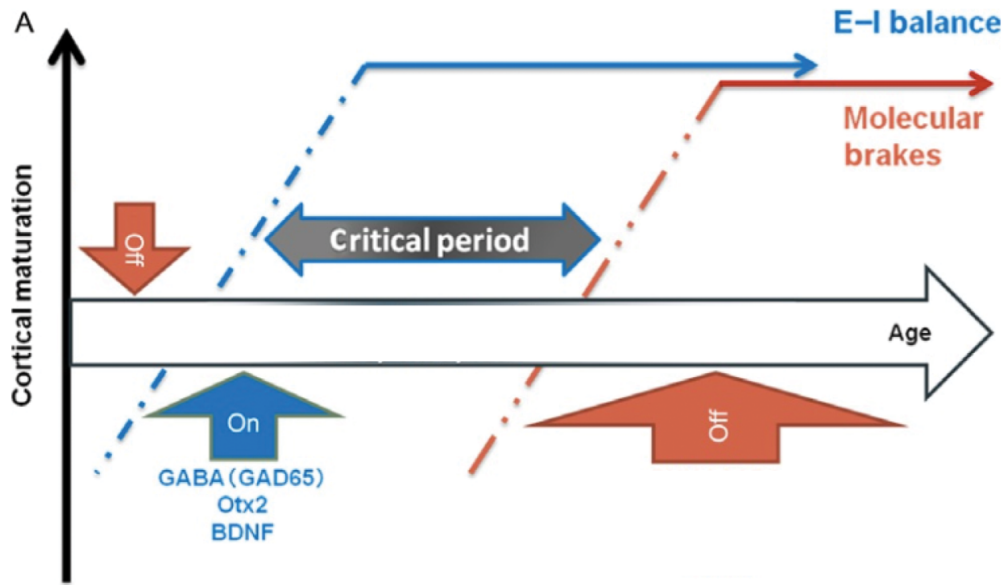 A
E–I balance
Molecular
brakes
Cortical maturation
Off
Critical period
Age
On
Off
GABA(GAD65)
Otx2
BDNF